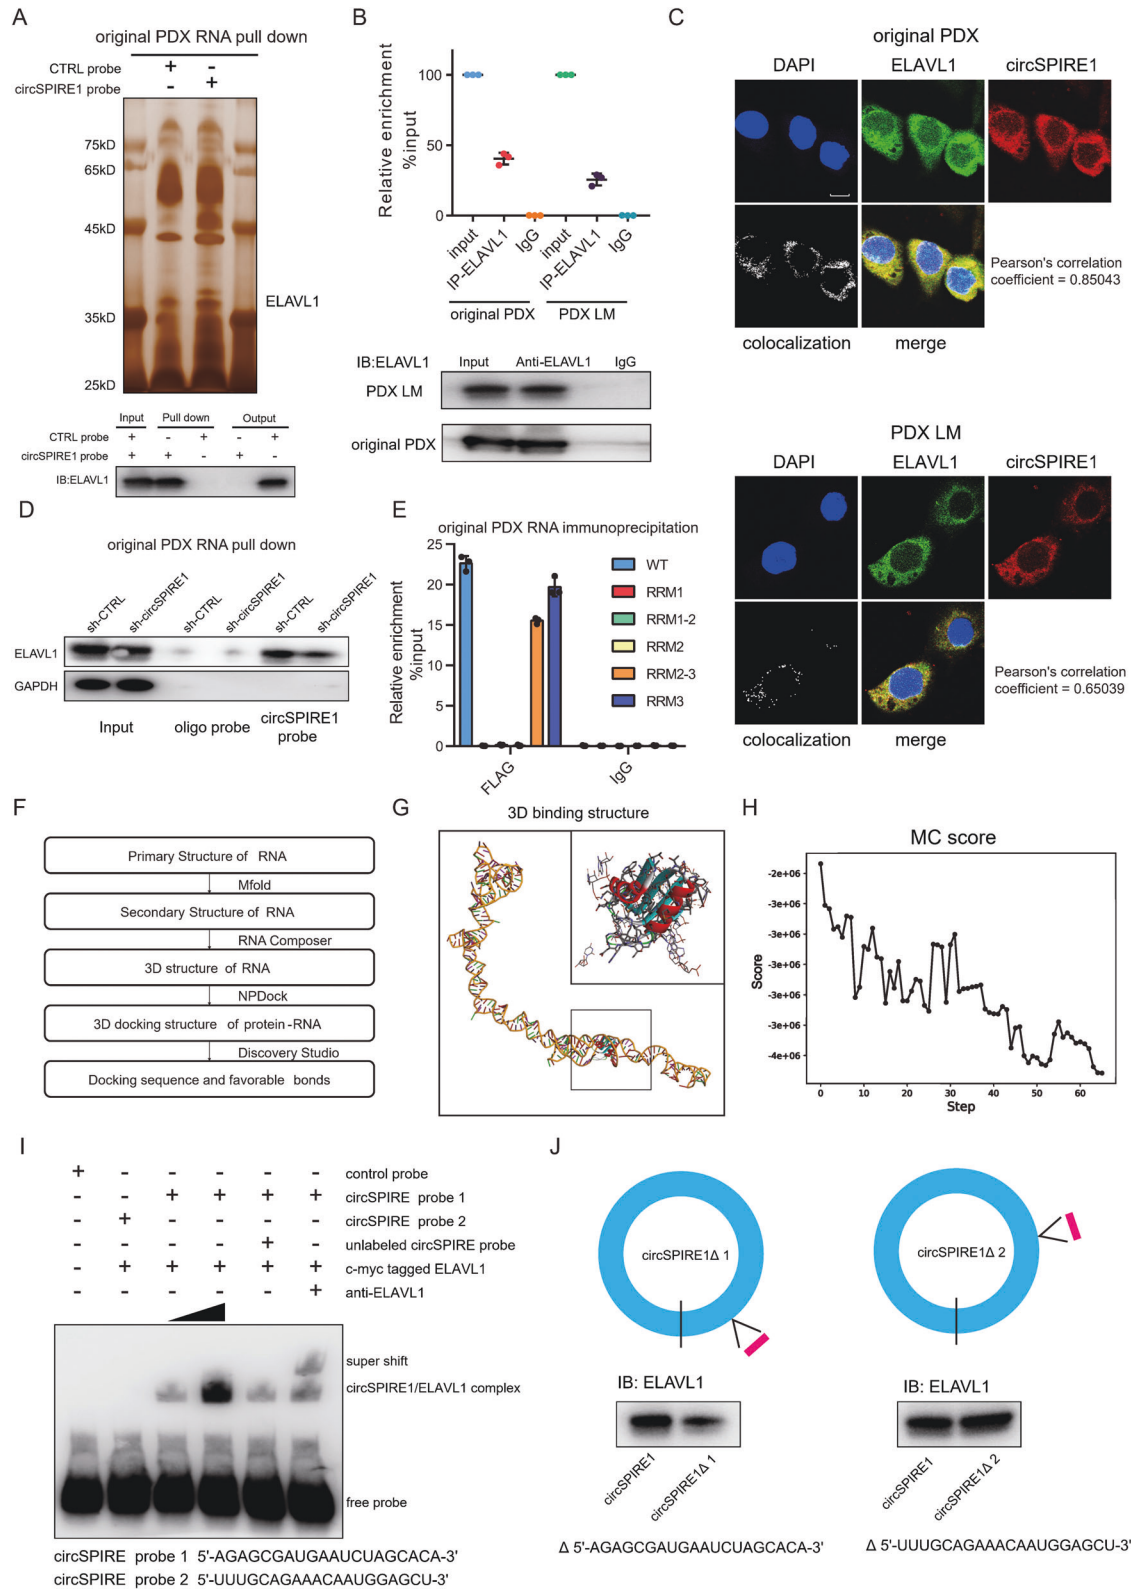 A
original PDX RNA pull down
CTRL probe + -
circSPIRE1 probe - +
75kD
65kD
45kD
35kD
25kD
ELAVL1
Input Pull down Output
CTRL probe + - + - +
circSPIRE1 probe + + - + -
IB:ELAVL1
B
Relative enrichment
%input
100
50
0
input
IP-ELAVL1
IgG
input
IP-ELAVL1
IgG
original PDX PDX LM
IB:ELAVL1 Input Anti-ELAVL1 IgG
PDX LM
original PDX
C
original PDX
DAPI ELAVL1 circSPIRE1
Pearson's correlation
coefficient = 0.85043
colocalization merge
PDX LM
DAPI ELAVL1 circSPIRE1
Pearson's correlation
coefficient = 0.65039
colocalization merge
D
original PDX RNA pull down
sh-CTRL
sh-circSPIRE1
sh-CTRL
sh-circSPIRE1
sh-CTRL
sh-circSPIRE1
ELAVL1
GAPDH
Input oligo probe circSPIRE1
probe
E
original PDX RNA immunoprecipitation
Relative enrichment
%input
25
20
15
10
5
0
WT
RRM1
RRM1-2
RRM2
RRM2-3
RRM3
FLAG
IgG
F
Primary Structure of RNA
Mfold
Secondary Structure of RNA
RNA Composer
3D structure of RNA
NPDock
3D docking structure of protein-RNA
Discovery Studio
Docking sequence and favorable bonds
G
3D binding structure
H
MC score
Score
-2e+06
-3e+06
-3e+06
-3e+06
-3e+06
-3e+06
-4e+06
0 10 20 30 40 50 60
Step
I
+ - - - - - control probe
- - + + + + circSPIRE probe 1
- + - - - - circSPIRE probe 2
- - - - + - unlabeled circSPIRE probe
- + + + + + c-myc tagged ELAVL1
- - - - - + anti-ELAVL1
super shift
circSPIRE1/ELAVL1 complex
free probe
circSPIRE probe 1 5'-AGAGCGAUGAAUCUAGCACA-3'
circSPIRE probe 2 5'-UUUGCAGAAACAAUGGAGCU-3'
J
circSPIRE1Δ 1
circSPIRE1Δ 2
IB: ELAVL1
IB: ELAVL1
circSPIRE1
circSPIRE1Δ 1
circSPIRE1
circSPIRE1Δ 2
Δ 5'-AGAGCGAUGAAUCUAGCACA-3'
Δ 5'-UUUGCAGAAACAAUGGAGCU-3'